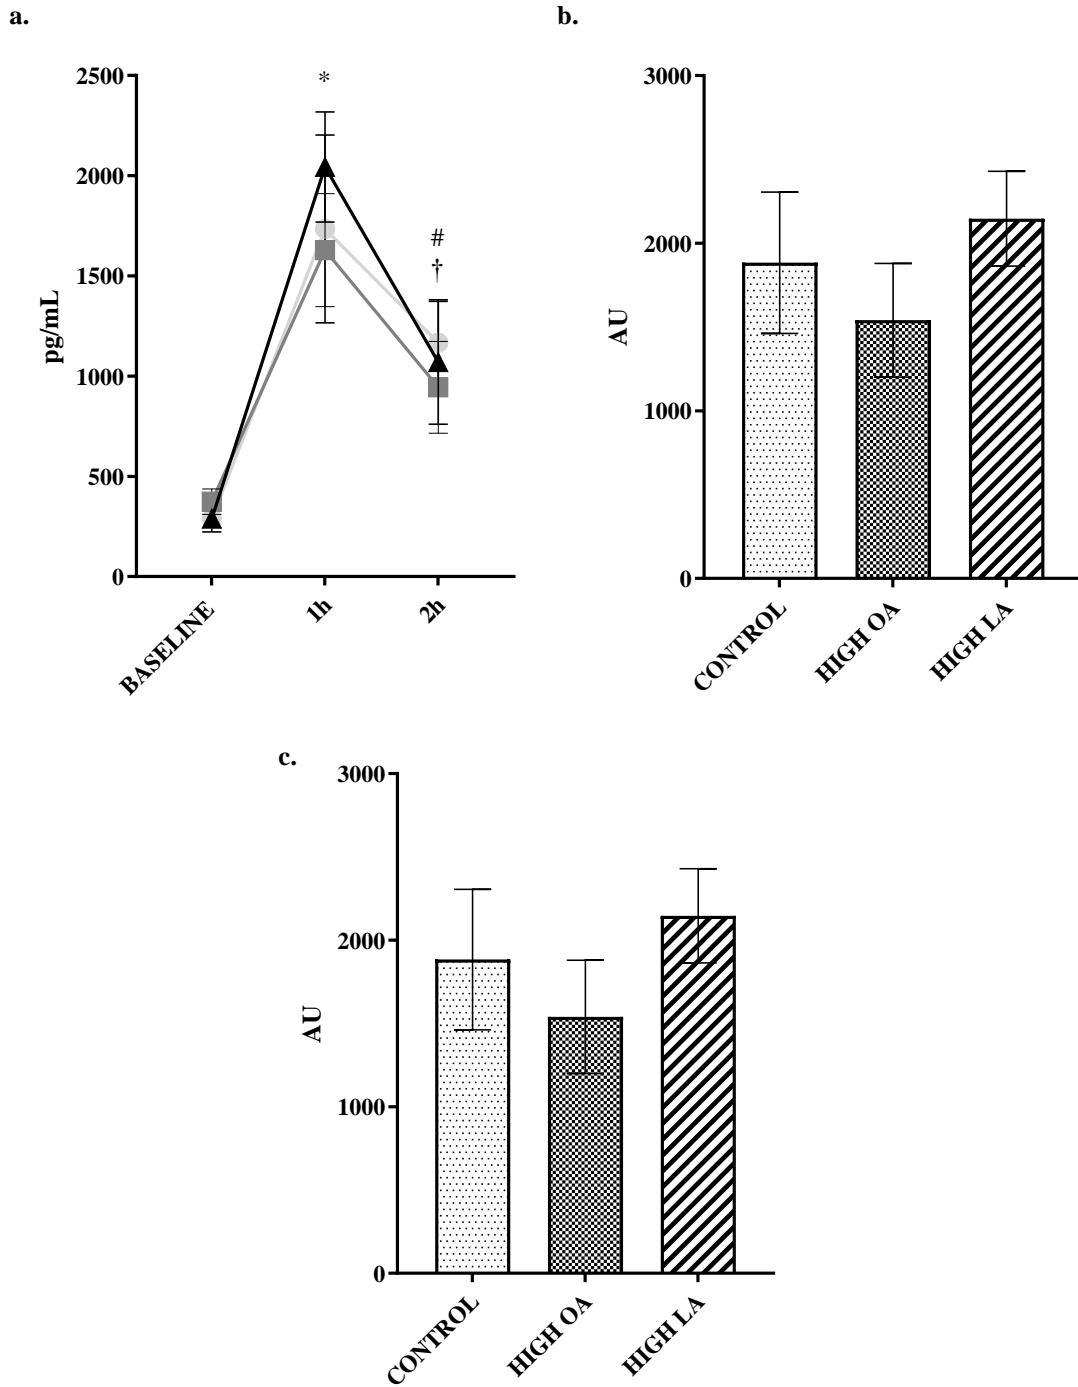 a.
pg/mL
2500
2000
1500
1000
500
0
*
#
†
BASELINE
1h
2h
b.
AU
3000
2000
1000
0
CONTROL
HIGH OA
HIGH LA
c.
AU
3000
2000
1000
0
CONTROL
HIGH OA
HIGH LA